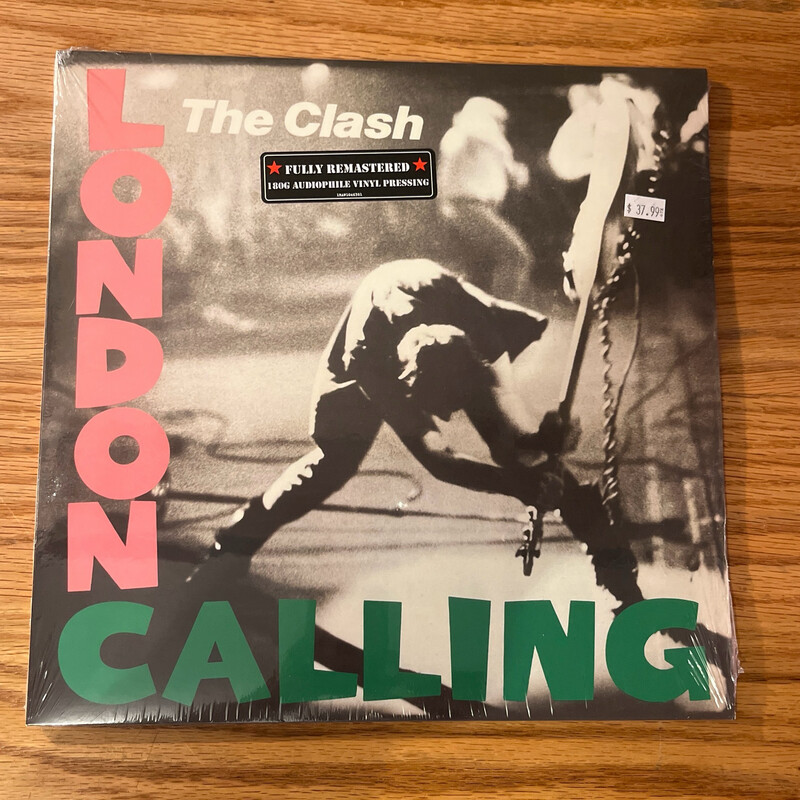 The Clash
FULLY REMASTERED
180G AUDIOPHILE VINYL PRESSING
$ 37.99
LONDON
CALLING